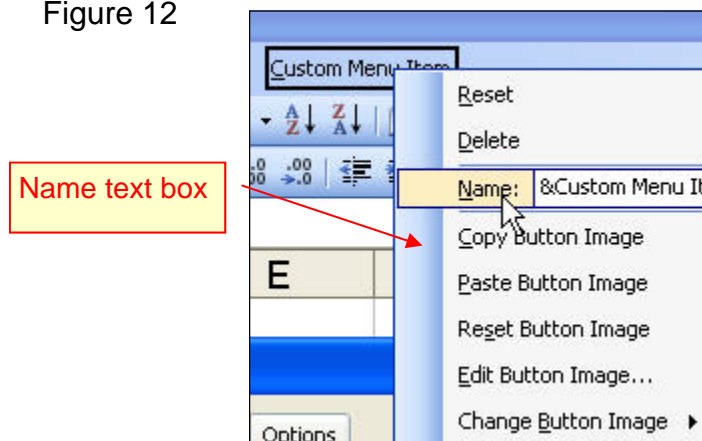 Figure 12
Custom Menu Item
Reset
Delete
Name: &Custom Menu It
Name text box
Copy Button Image
E
Paste Button Image
Reset Button Image
Edit Button Image...
Change Button Image
Options